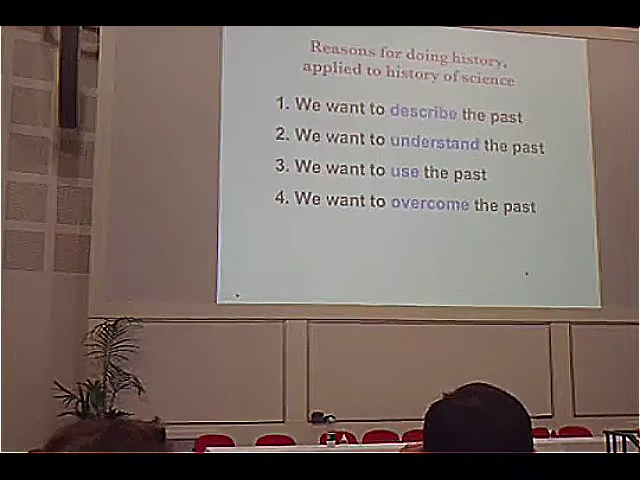 Reasons for doing history,
applied to history of science
1. We want to describe the past
2. We want to understand the past
3. We want to use the past
4. We want to overcome the past